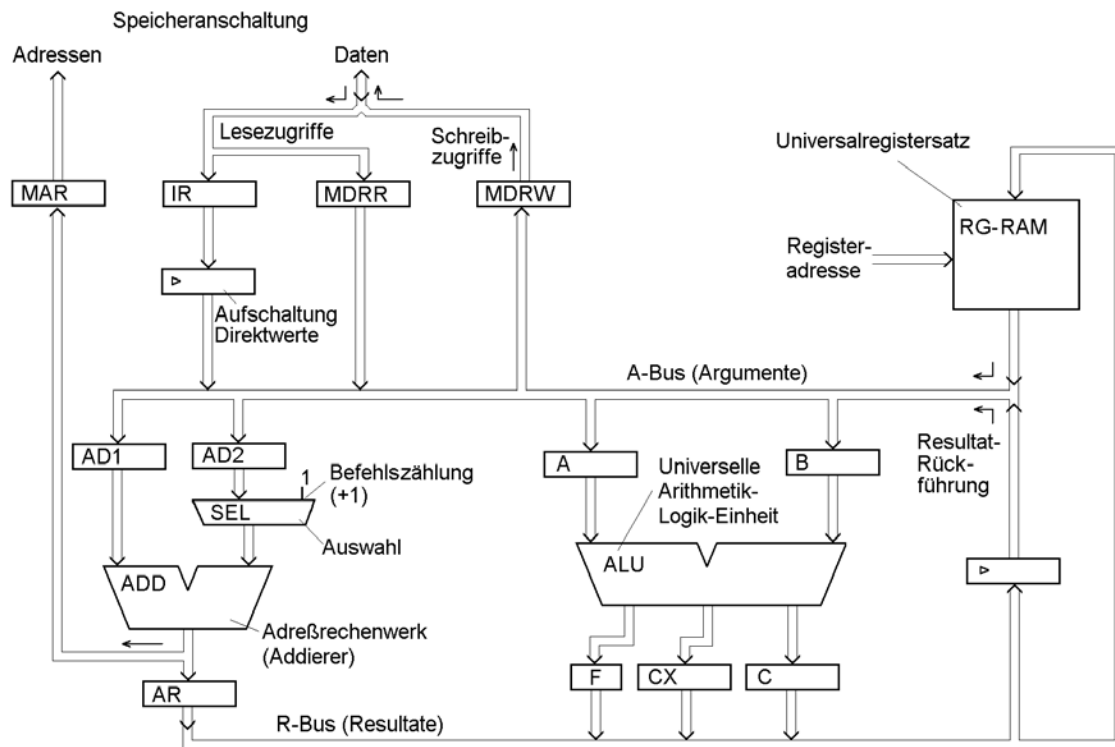 Speicheranschaltung
Adressen
Daten
Lesezugriffe
Schreib-
zugriffe
Universalregistersatz
MAR
IR
MDRR
MDRW
RG-RAM
Register-
adresse
Aufschaltung
Direktwerte
A-Bus (Argumente)
AD1
AD2
A
B
Resultat-
Rück-
führung
1
Befehlszählung
(+1)
Universelle
Arithmetik-
Logik-Einheit
SEL
Auswahl
ADD
ALU
Adreßrechenwerk
(Addierer)
AR
F
CX
C
R-Bus (Resultate)